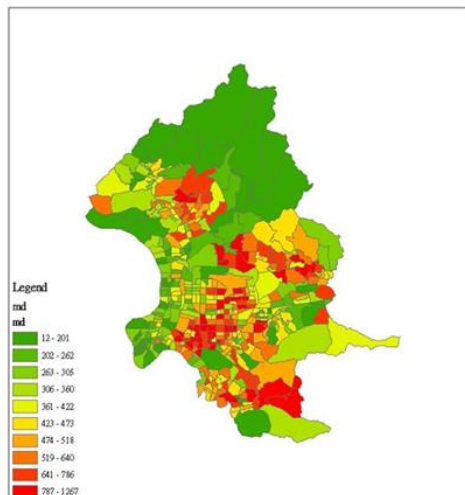 Legend
md
md
12 - 201
202 - 262
263 - 305
306 - 360
361 - 422
423 - 473
474 - 518
519 - 640
641 - 786
787 - 1267